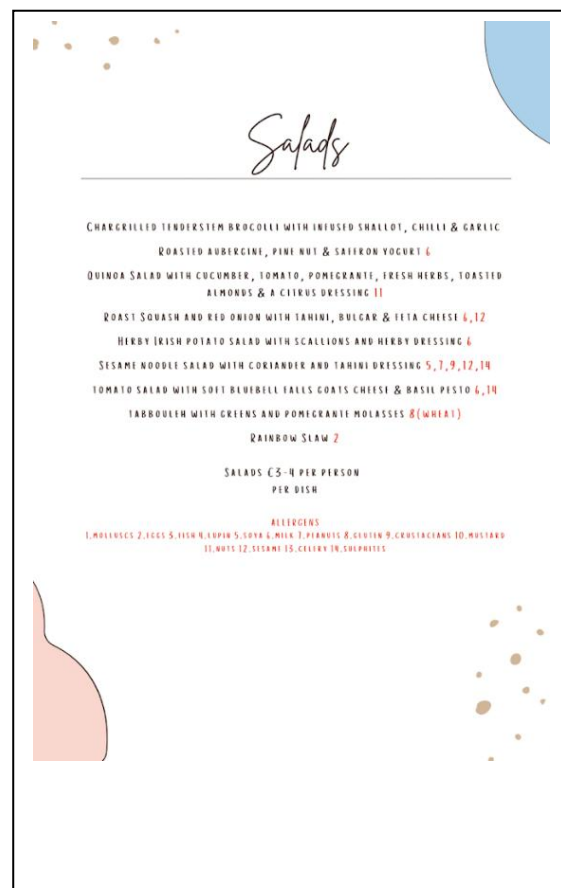 Salads
Chargrilled tenderstem brocolli with infused shallot, chilli & garlic
Roasted aubergine, pine nut & saffron yogurt 6
Quinoa Salad with cucumber, tomato, pomegrante, fresh herbs, toasted
almonds & a citrus dressing 11
Roast Squash and red onion with tahini, bulgar & feta cheese 6,12
Herby Irish potato salad with scallions and herby dressing 6
Sesame noodle salad with coriander and tahini dressing 5,7,9,12,14
tomato salad with soft bluebell falls goats cheese & basil pesto 6,14
tabbouleh with greens and pomegrante molasses 8(wheat)
Rainbow Slaw 2
Salads €3-4 per person
per dish
Allergens
1.Molluscs 2.Eggs 3.Fish 4.Lupin 5.Soya 6.Milk 7.Peanuts 8.Gluten 9.Crustaceans 10.Mustard
11.Nuts 12.Sesame 13.Celery 14.Sulphites